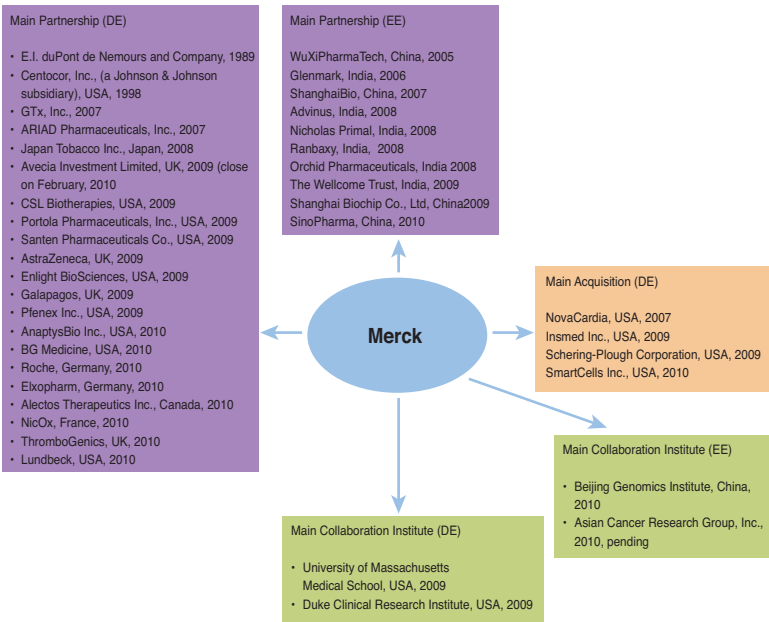 Main Partnership (DE)
• E.I. duPont de Nemours and Company, 1989
• Centocor, Inc., (a Johnson & Johnson
subsidiary), USA, 1998
• GTx, Inc., 2007
• ARIAD Pharmaceuticals, Inc., 2007
• Japan Tobacco Inc., Japan, 2008
• Avecia Investment Limited, UK, 2009 (close
on February, 2010
• CSL Biotherapies, USA, 2009
• Portola Pharmaceuticals, Inc., USA, 2009
• Santen Pharmaceuticals Co., USA, 2009
• AstraZeneca, UK, 2009
• Enlight BioSciences, USA, 2009
• Galapagos, UK, 2009
• Pfenex Inc., USA, 2009
• AnaptysBio Inc., USA, 2010
• BG Medicine, USA, 2010
• Roche, Germany, 2010
• Elxopharm, Germany, 2010
• Alectos Therapeutics Inc., Canada, 2010
• NicOx, France, 2010
• ThromboGenics, UK, 2010
• Lundbeck, USA, 2010
Main Partnership (EE)
WuXiPharmaTech, China, 2005
Glenmark, India, 2006
ShanghaiBio, China, 2007
Advinus, India, 2008
Nicholas Primal, India, 2008
Ranbaxy, India, 2008
Orchid Pharmaceuticals, India 2008
The Wellcome Trust, India, 2009
Shanghai Biochip Co., Ltd, China2009
SinoPharma, China, 2010
Merck
Main Acquisition (DE)
NovaCardia, USA, 2007
Insmed Inc., USA, 2009
Schering-Plough Corporation, USA, 2009
SmartCells Inc., USA, 2010
Main Collaboration Institute (EE)
• Beijing Genomics Institute, China,
2010
• Asian Cancer Research Group, Inc.,
2010, pending
Main Collaboration Institute (DE)
• University of Massachusetts
Medical School, USA, 2009
• Duke Clinical Research Institute, USA, 2009